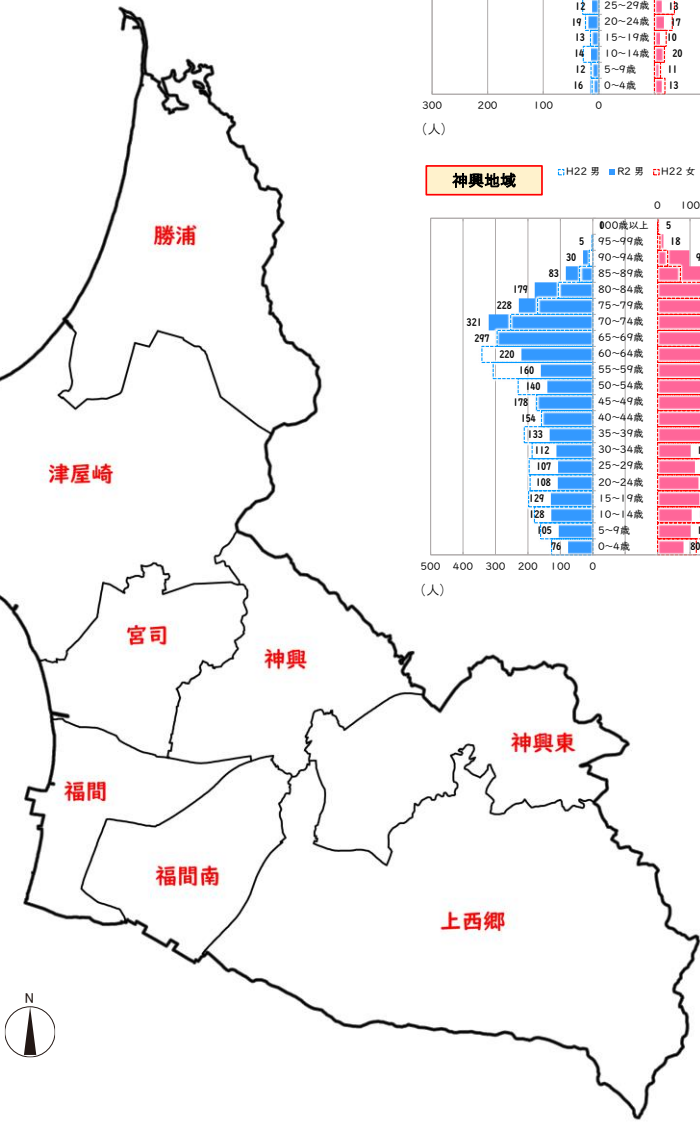 12 25～29歳 13
19 20～24歳 17
13 15～19歳 10
14 10～14歳 20
12 5～9歳 11
16 0～4歳 13
300 200 100 0
（人）
神興地域
H22 男 R2 男 H22 女
0 100
0 100歳以上 5
5 95～99歳 18
30 90～94歳 9
83 85～89歳
179 80～84歳
228 75～79歳
321 70～74歳
297 65～69歳
220 60～64歳
160 55～59歳
140 50～54歳
178 45～49歳
154 40～44歳
133 35～39歳
112 30～34歳 1
107 25～29歳
108 20～24歳
129 15～19歳
128 10～14歳
105 5～9歳 1
76 0～4歳 80
500 400 300 200 100 0
（人）
勝浦
津屋崎
宮司
神興
神興東
福間
福間南
上西郷
N